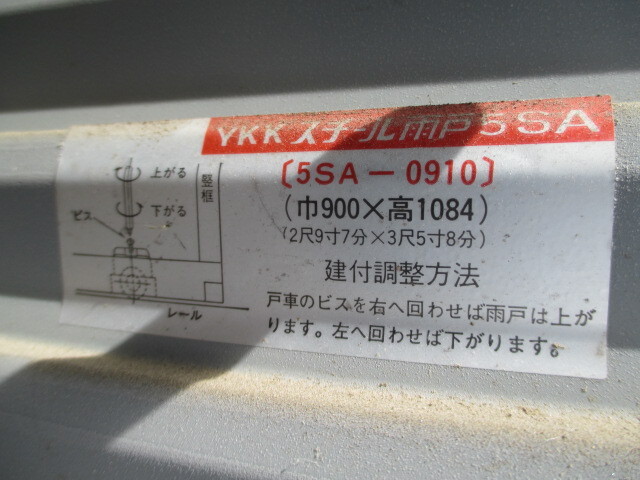 YKK スチール雨戸5SA
〔5SA－0910〕
(巾900×高1084)
(2尺9寸7分×3尺5寸8分)
建付調整方法
戸車のビスを右へ回わせば雨戸は上が
ります。左へ回わせば下がります。
上がる
下がる
ビス
竪框
レール